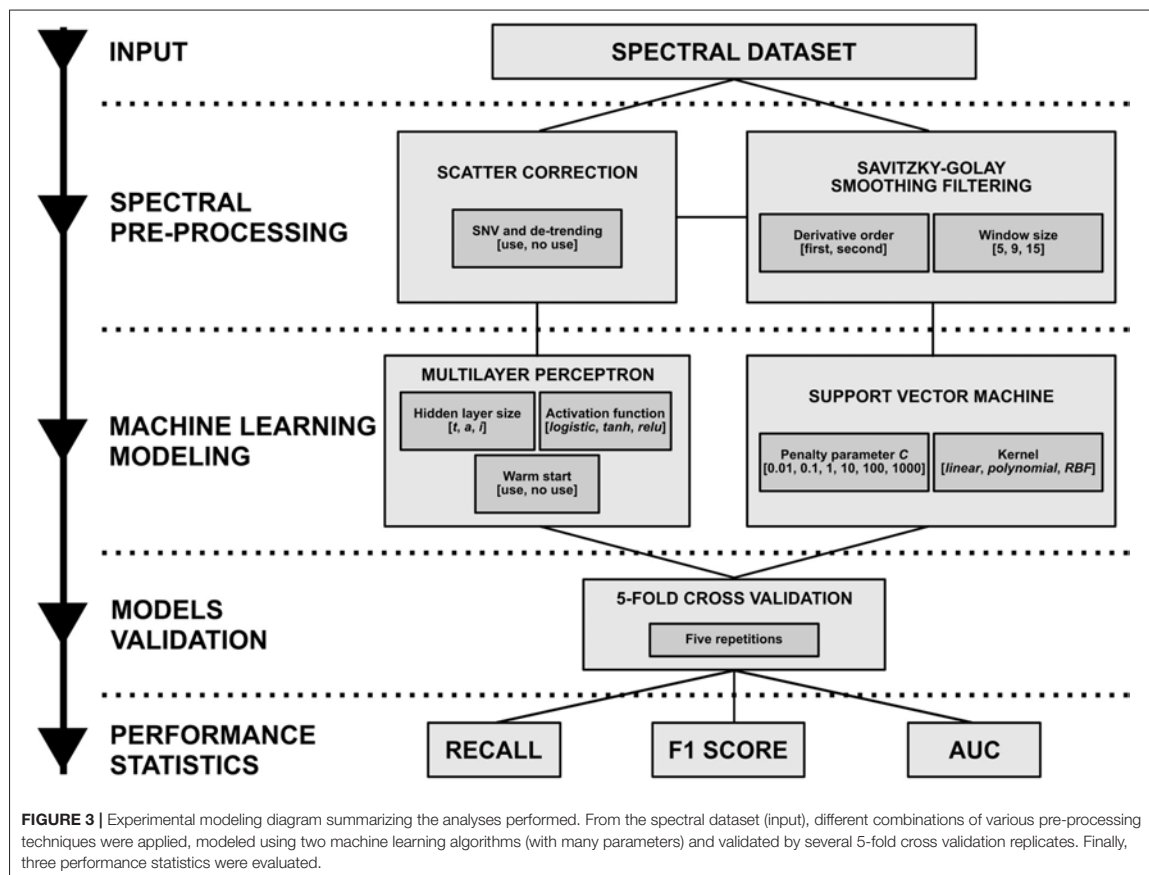 INPUT
SPECTRAL DATASET
SPECTRAL
PRE-PROCESSING
SCATTER CORRECTION
SNV and de-trending
[use, no use]
SAVITZKY-GOLAY
SMOOTHING FILTERING
Derivative order
[first, second]
Window size
[5, 9, 15]
MACHINE LEARNING
MODELING
MULTILAYER PERCEPTRON
Hidden layer size
[t, a, i]
Activation function
[logistic, tanh, relu]
Warm start
[use, no use]
SUPPORT VECTOR MACHINE
Penalty parameter C
[0.01, 0.1, 1, 10, 100, 1000]
Kernel
[linear, polynomial, RBF]
MODELS
VALIDATION
5-FOLD CROSS VALIDATION
Five repetitions
PERFORMANCE
STATISTICS
RECALL
F1 SCORE
AUC
FIGURE 3 | Experimental modeling diagram summarizing the analyses performed. From the spectral dataset (input), different combinations of various pre-processing
techniques were applied, modeled using two machine learning algorithms (with many parameters) and validated by several 5-fold cross validation replicates. Finally,
three performance statistics were evaluated.